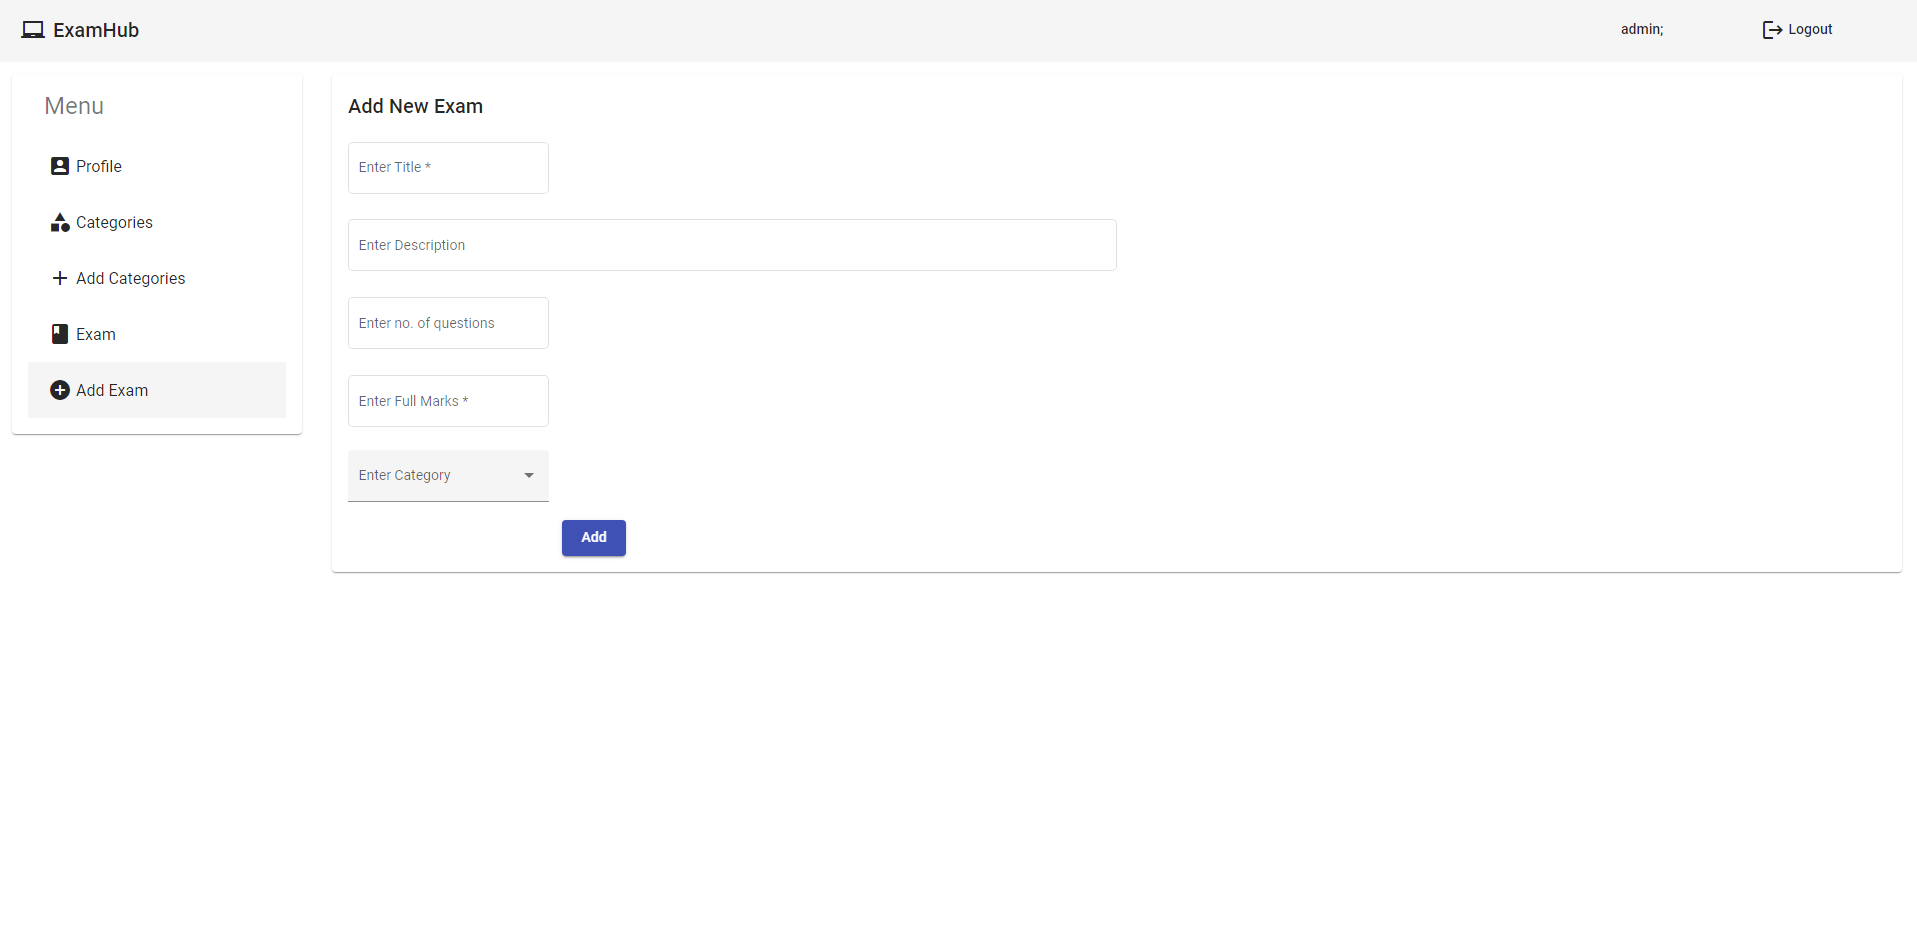 ExamHub
admin;
Logout
Menu
Profile
Categories
Add Categories
Exam
Add Exam
Add New Exam
Enter Title *
Enter Description
Enter no. of questions
Enter Full Marks *
Enter Category
Add